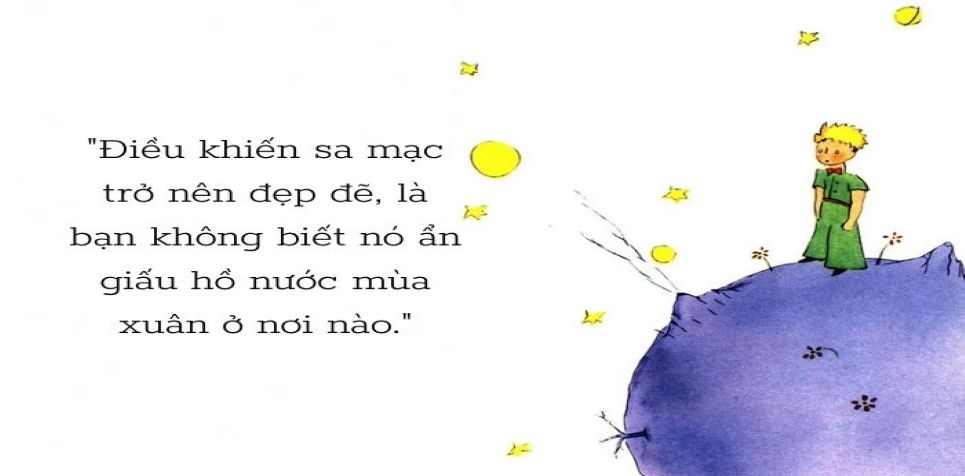 "Điều khiến sa mạc
trở nên đẹp đẽ, là
bạn không biết nó ẩn
giấu hồ nước mùa
xuân ở nơi nào."